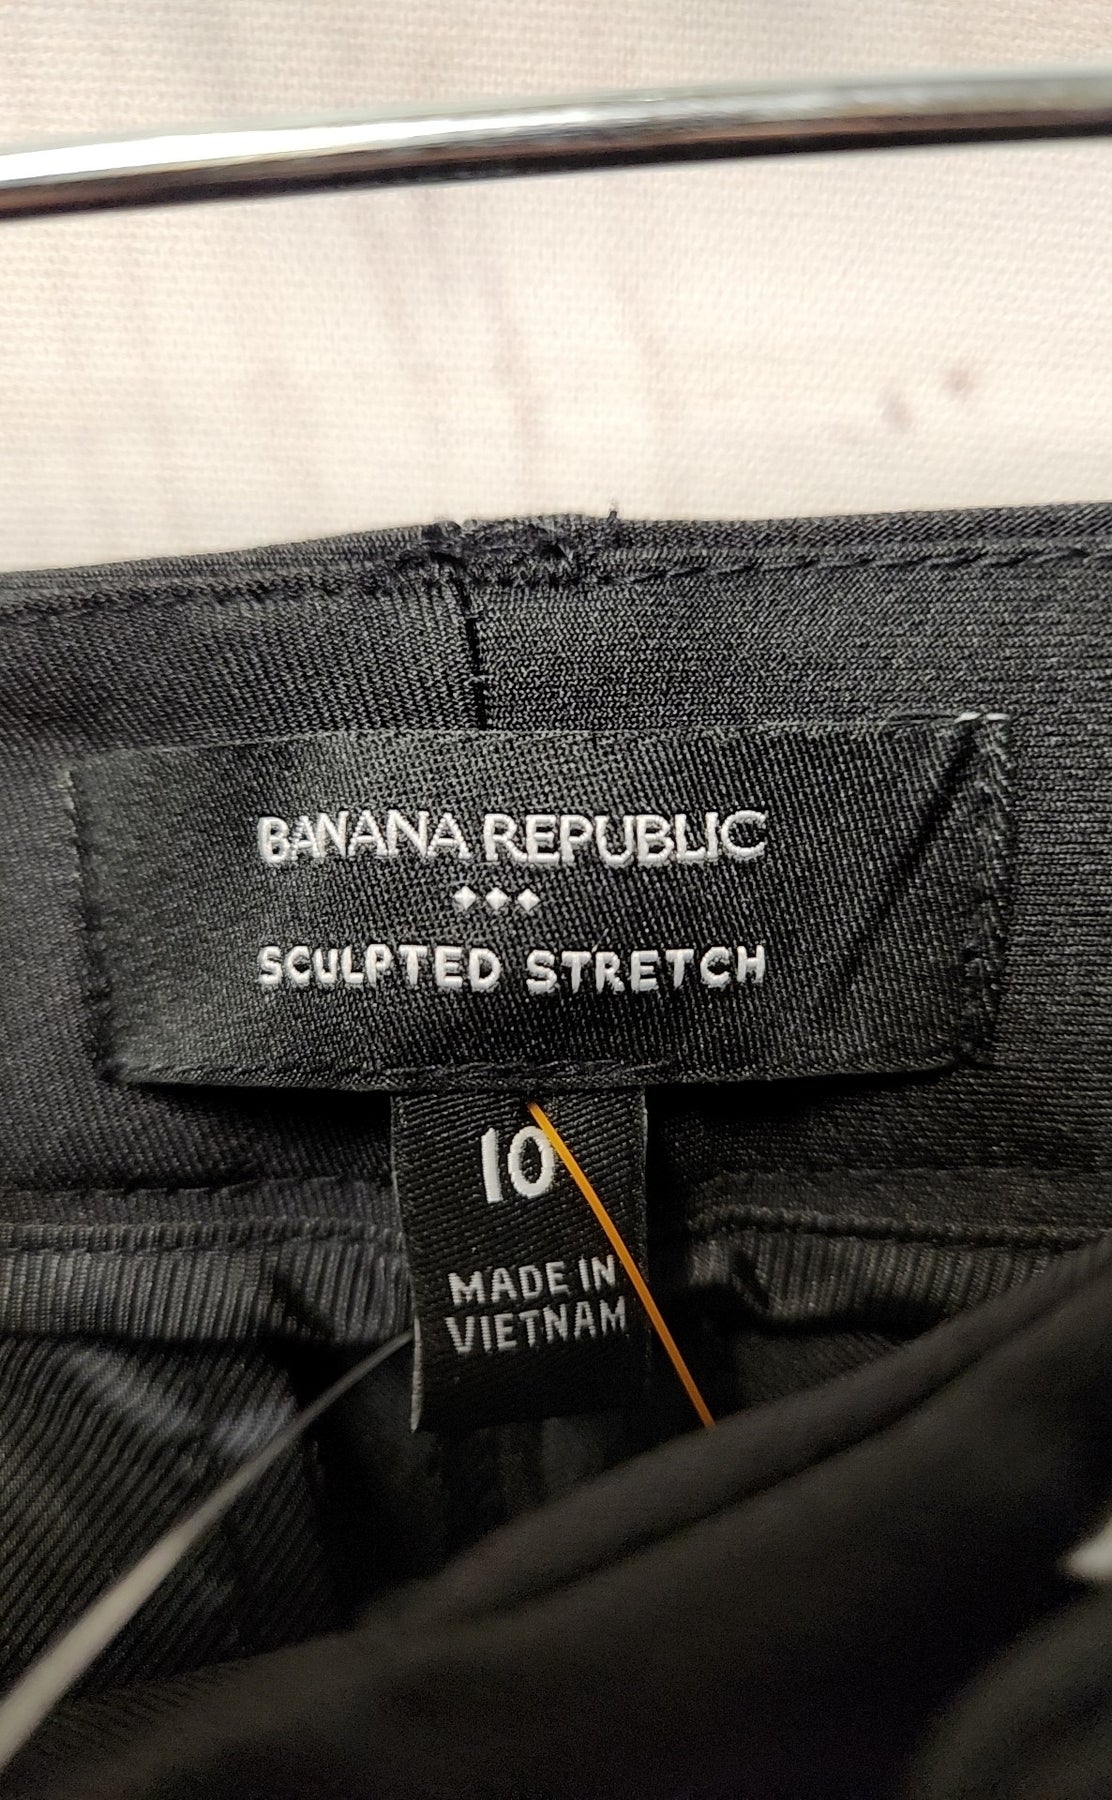 BANANA REPUBLIC
SCULPTED STRETCH
10
MADE IN
VIETNAM